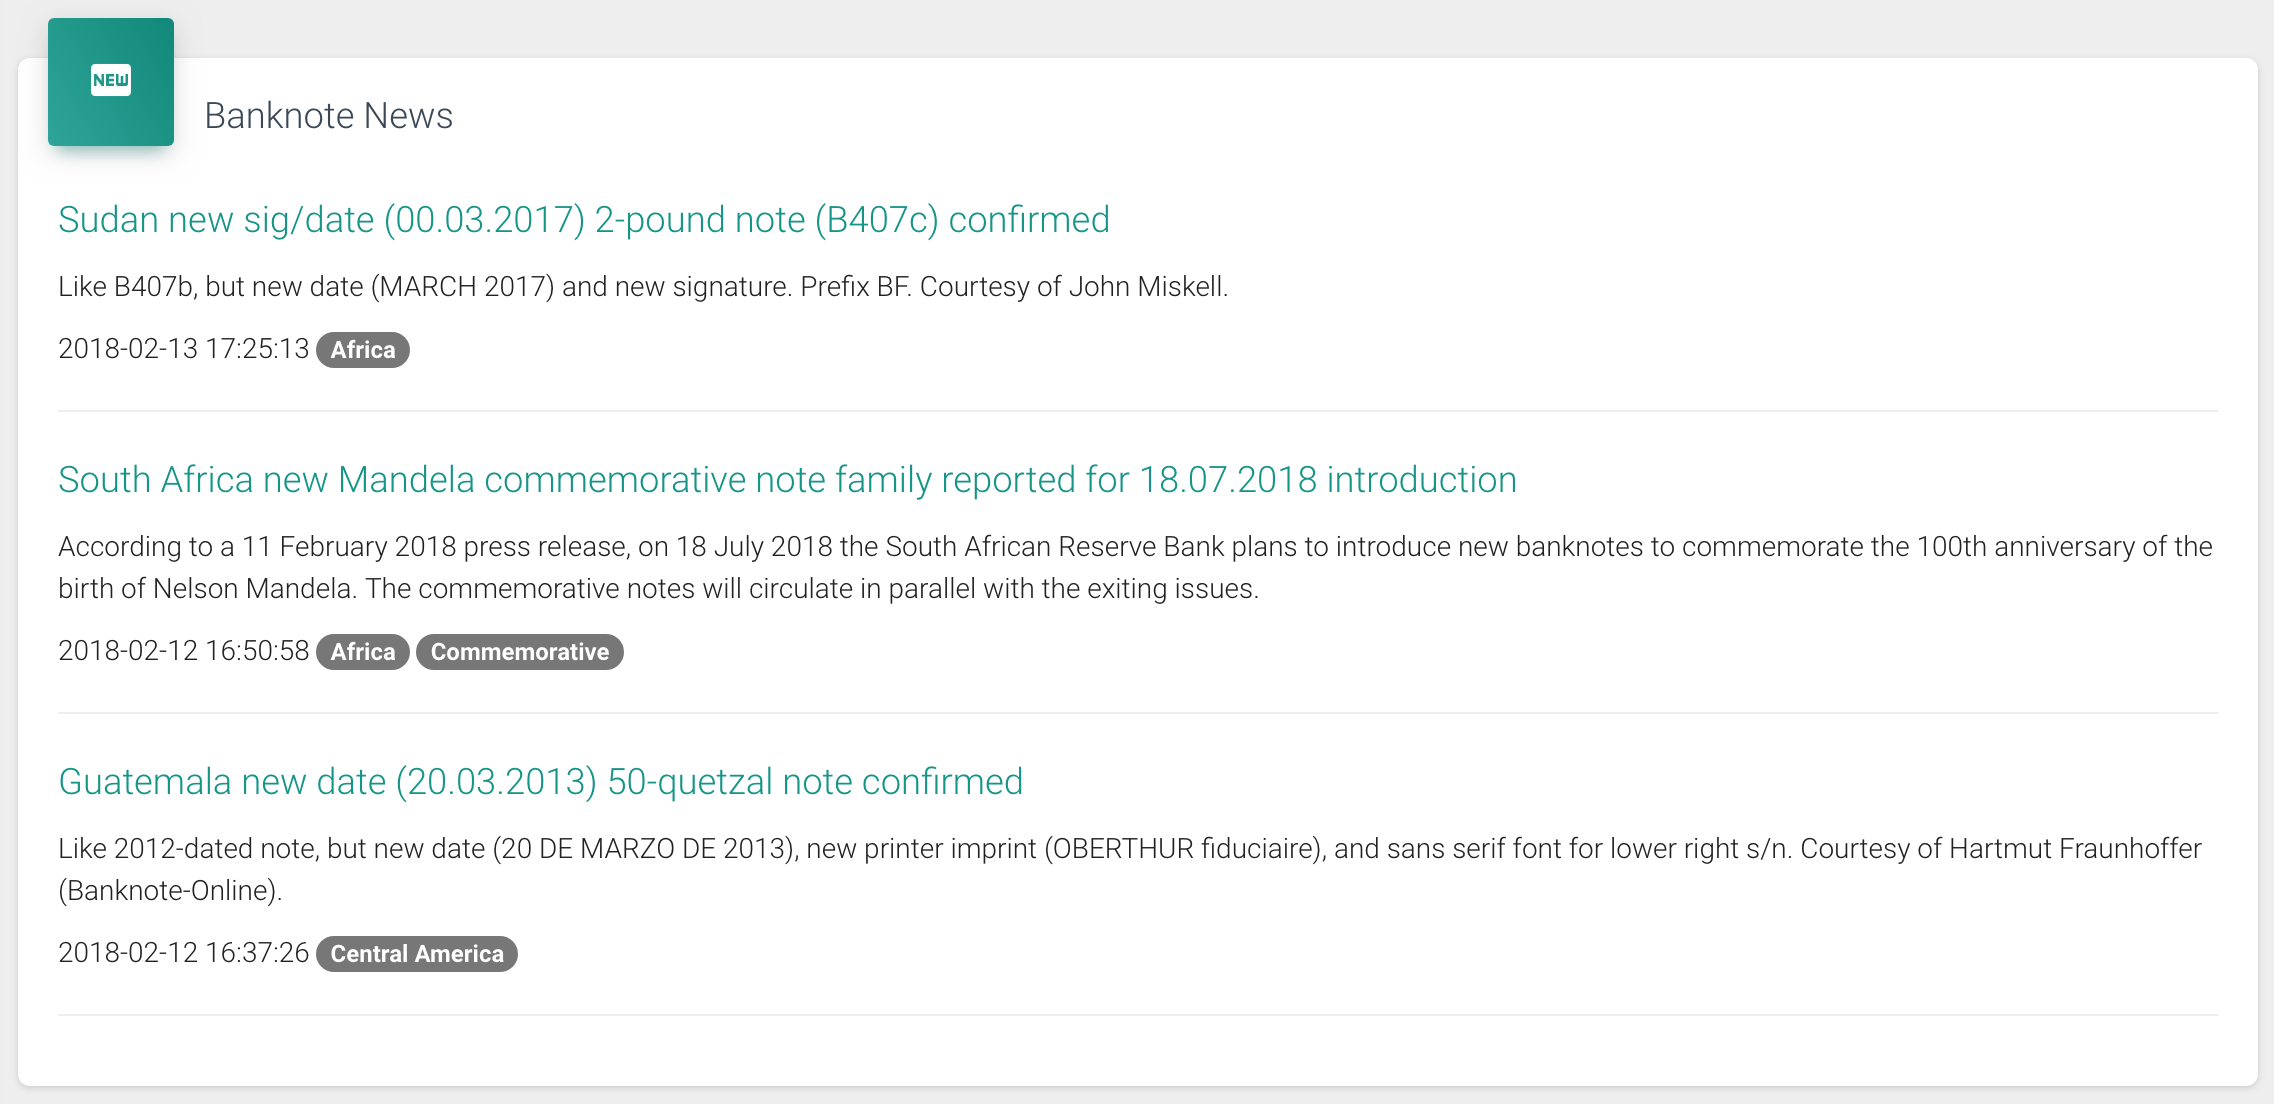 NEW
Banknote News
Sudan new sig/date (00.03.2017) 2-pound note (B407c) confirmed
Like B407b, but new date (MARCH 2017) and new signature. Prefix BF. Courtesy of John Miskell.
2018-02-13 17:25:13 Africa
South Africa new Mandela commemorative note family reported for 18.07.2018 introduction
According to a 11 February 2018 press release, on 18 July 2018 the South African Reserve Bank plans to introduce new banknotes to commemorate the 100th anniversary of the
birth of Nelson Mandela. The commemorative notes will circulate in parallel with the exiting issues.
2018-02-12 16:50:58 Africa Commemorative
Guatemala new date (20.03.2013) 50-quetzal note confirmed
Like 2012-dated note, but new date (20 DE MARZO DE 2013), new printer imprint (OBERTHUR fiduciaire), and sans serif font for lower right s/n. Courtesy of Hartmut Fraunhoffer
(Banknote-Online).
2018-02-12 16:37:26 Central America